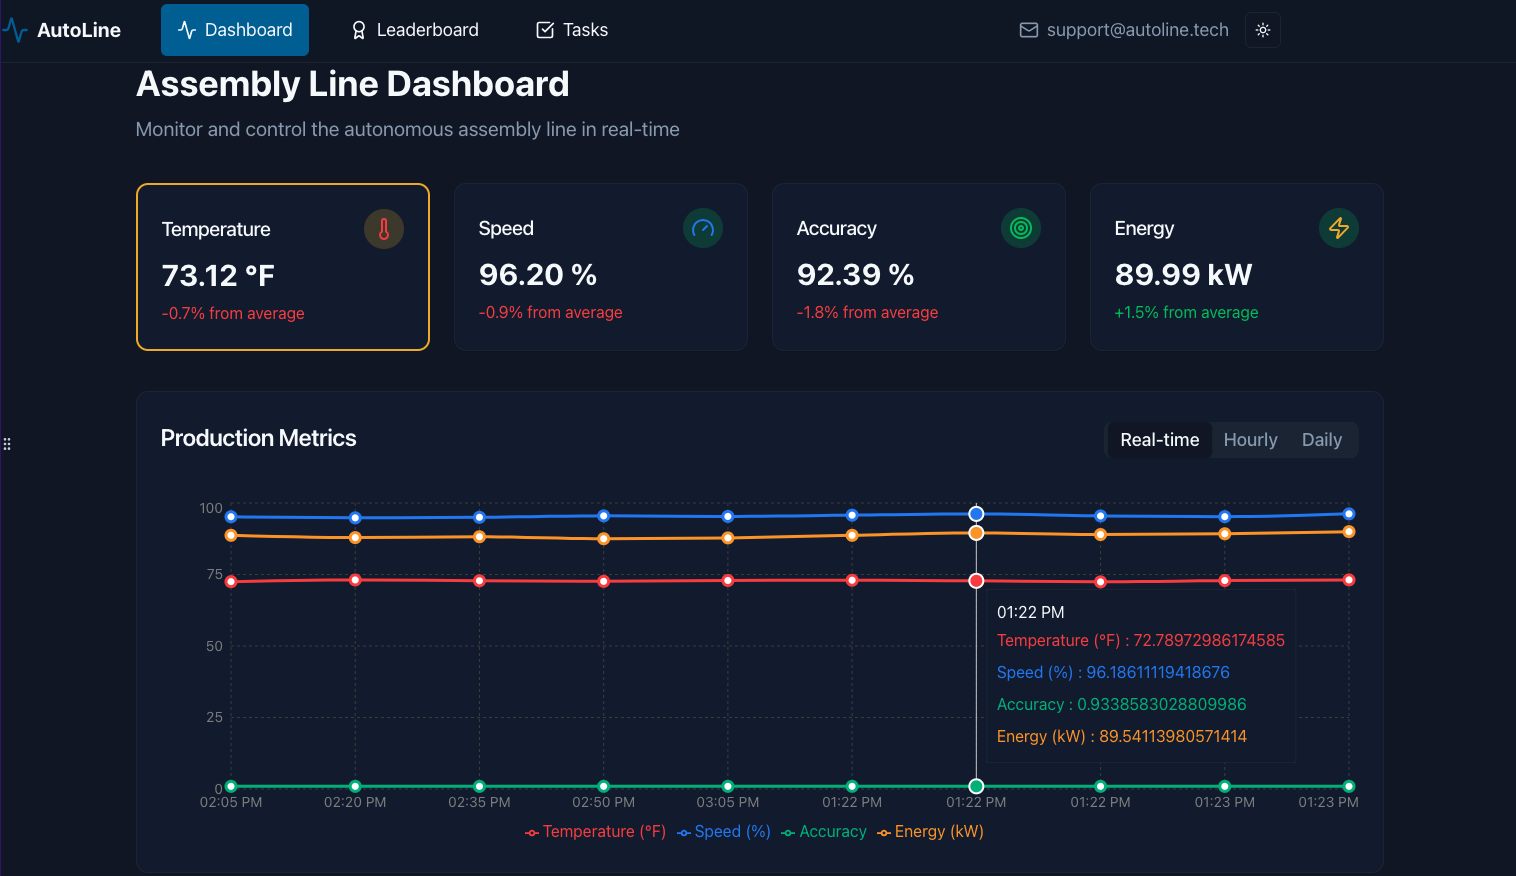 AutoLine
Dashboard
Leaderboard
Tasks
support@autoline.tech
Assembly Line Dashboard
Monitor and control the autonomous assembly line in real-time
Temperature
73.12 °F
-0.7% from average
Speed
96.20 %
-0.9% from average
Accuracy
92.39 %
-1.8% from average
Energy
89.99 kW
+1.5% from average
Production Metrics
Real-time
Hourly
Daily
100
75
50
25
0
01:22 PM
Temperature (°F) : 72.78972986174585
Speed (%) : 96.18611119418676
Accuracy : 0.9338583028809986
Energy (kW) : 89.54113980571414
02:05 PM
02:20 PM
02:35 PM
02:50 PM
03:05 PM
01:22 PM
01:22 PM
01:22 PM
01:23 PM
01:23 PM
Temperature (°F)
Speed (%)
Accuracy
Energy (kW)